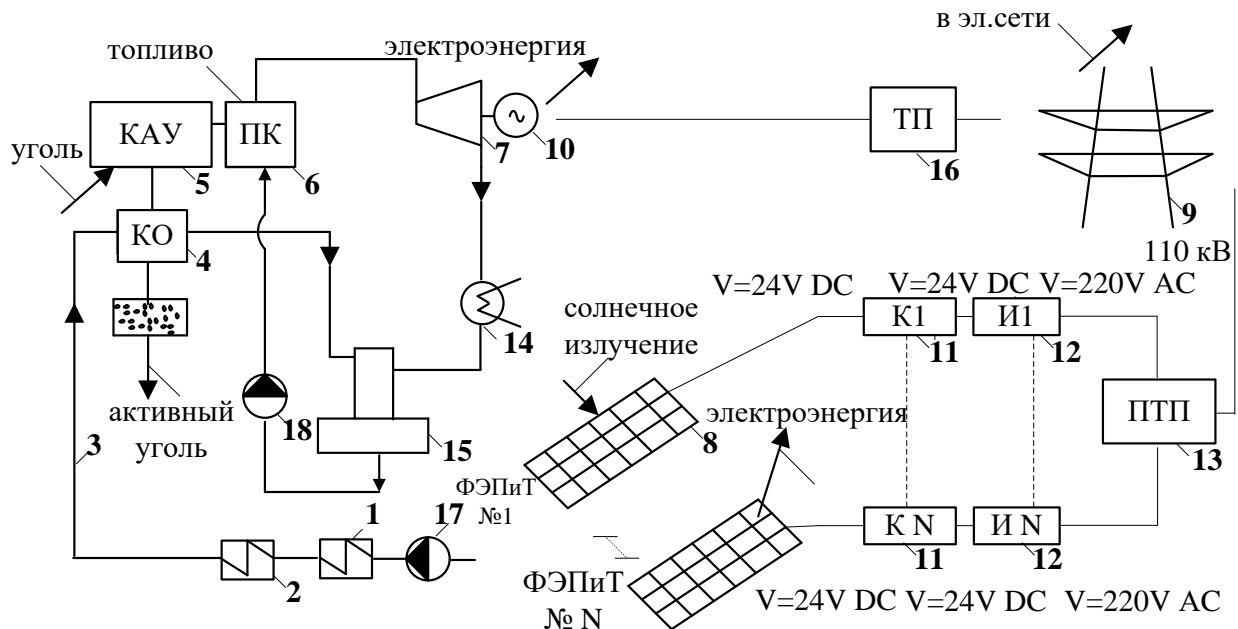 в эл.сети
электроэнергия
топливо
КАУ
ПК
ТП
уголь
5
6
7
10
16
9
КО
4
110 кВ
V=24V DC
V=24V DC
V=220V AC
солнечное
излучение
14
К1
И1
11
12
активный
уголь
18
15
электроэнергия
8
ПТП
13
3
ФЭПиТ
№1
1
17
2
К N
И N
11
12
ФЭПиТ
№ N
V=24V DC
V=24V DC
V=220V AC